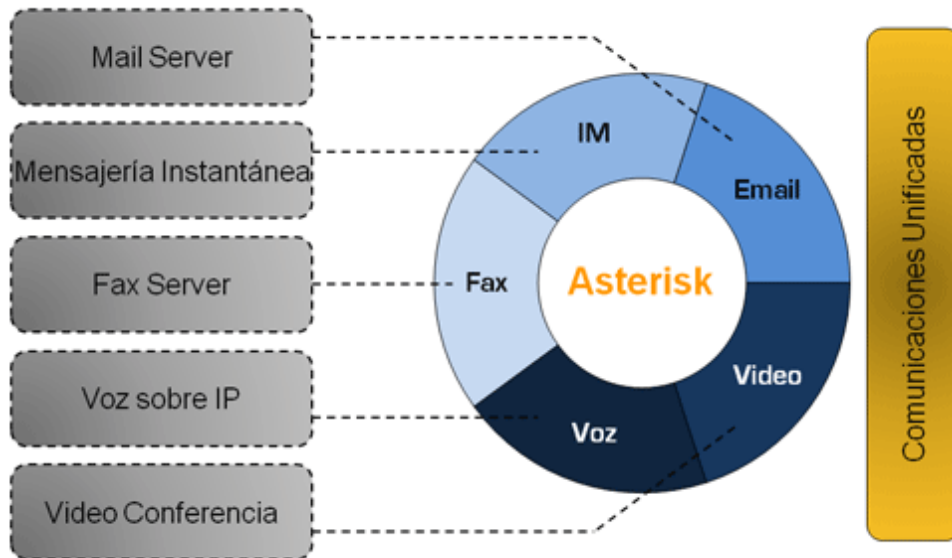 Mail Server
Mensajería Instantánea
Fax Server
Voz sobre IP
Video Conferencia
IM
Email
Fax
Asterisk
Video
Voz
Comunicaciones Unificadas